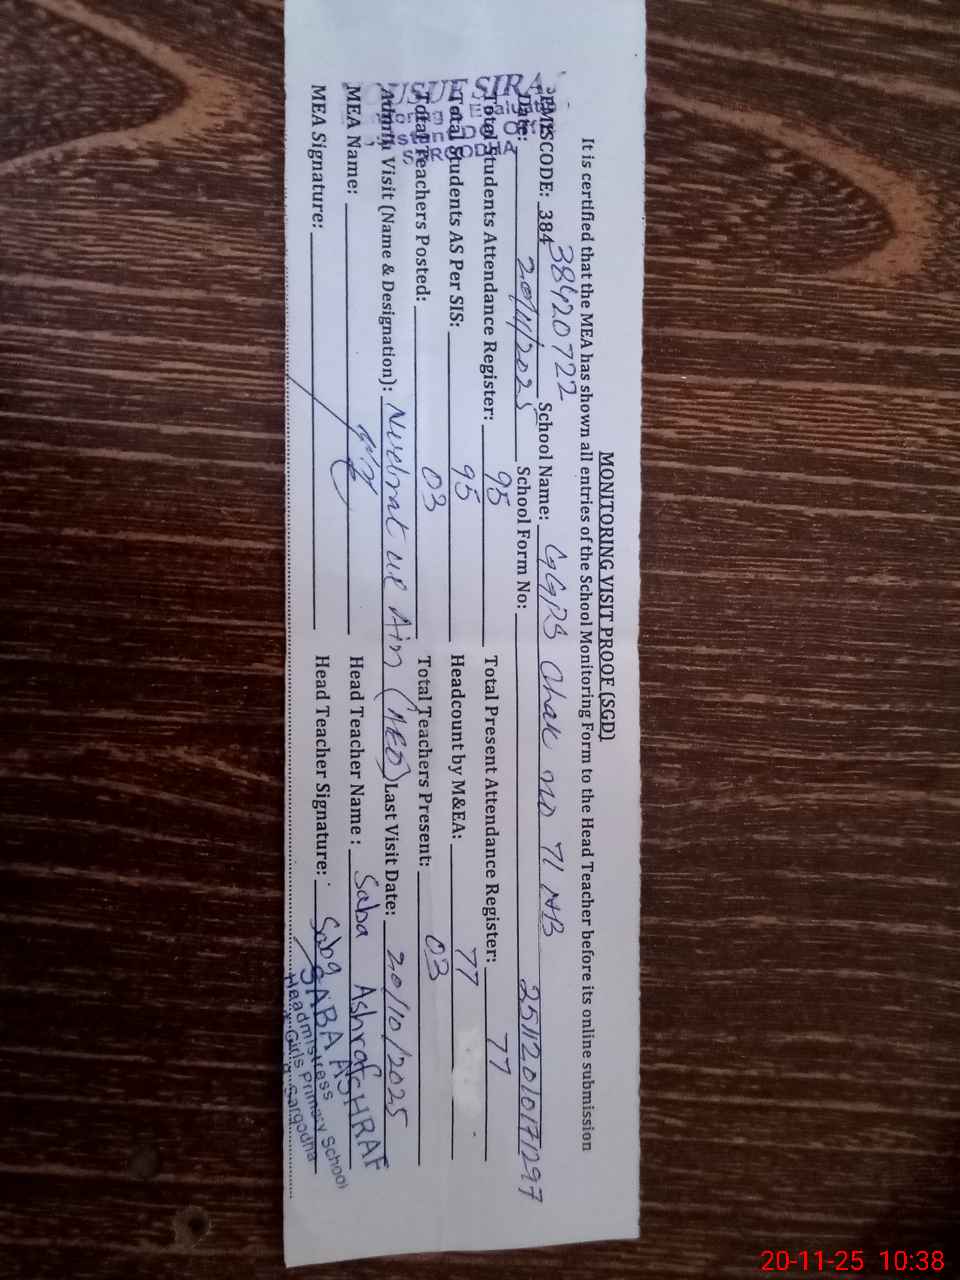 MONITORING VISIT PROOF (SGD)
It is certified that the MEA has shown all entries of the School Monitoring Form to the Head Teacher before its online submission
38420722
EMIS CODE: 384 School Name: GGPS Chak no 71 NB
Date: 20/11/2025 School Form No: 25112010171297
Total Students Attendance Register: 95 Total Present Attendance Register: 77
Total Students AS Per SIS: 95 Headcount by M&EA: 77
Total Teachers Posted: 03 Total Teachers Present: 03
Admin Visit (Name & Designation): ul Ain (AEO) Last Visit Date: 20/10/2025
MEA Name: Head Teacher Name : Saba Ashraf
MEA Signature: Head Teacher Signature: Saba
SABA ASHRAF
Headmistress
Girls Primary School
Sargodha
20-11-25 10:38